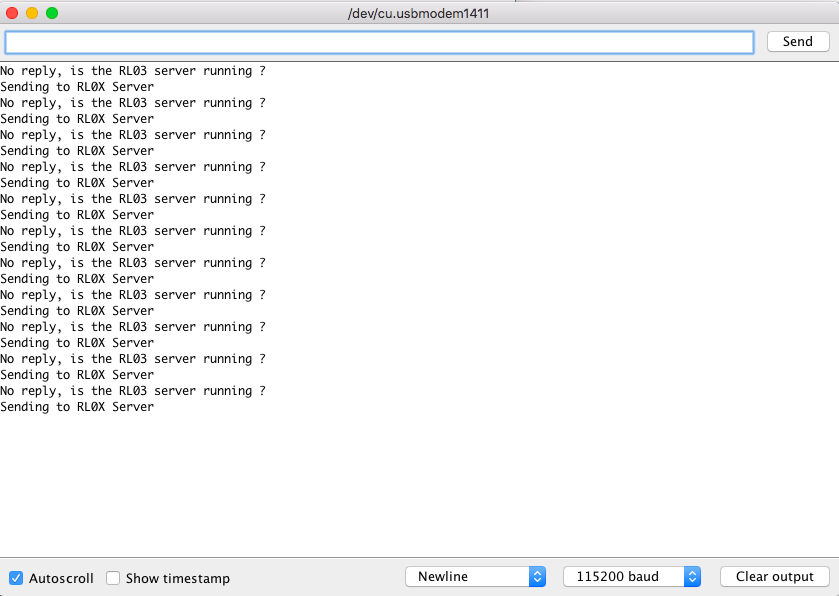 /dev/cu.usbmodem1411
Send
No reply, is the RL03 server running ?
Sending to RL0X Server
No reply, is the RL03 server running ?
Sending to RL0X Server
No reply, is the RL03 server running ?
Sending to RL0X Server
No reply, is the RL03 server running ?
Sending to RL0X Server
No reply, is the RL03 server running ?
Sending to RL0X Server
No reply, is the RL03 server running ?
Sending to RL0X Server
No reply, is the RL03 server running ?
Sending to RL0X Server
No reply, is the RL03 server running ?
Sending to RL0X Server
No reply, is the RL03 server running ?
Sending to RL0X Server
No reply, is the RL03 server running ?
Sending to RL0X Server
No reply, is the RL03 server running ?
Sending to RL0X Server
Autoscroll Show timestamp Newline 115200 baud Clear output